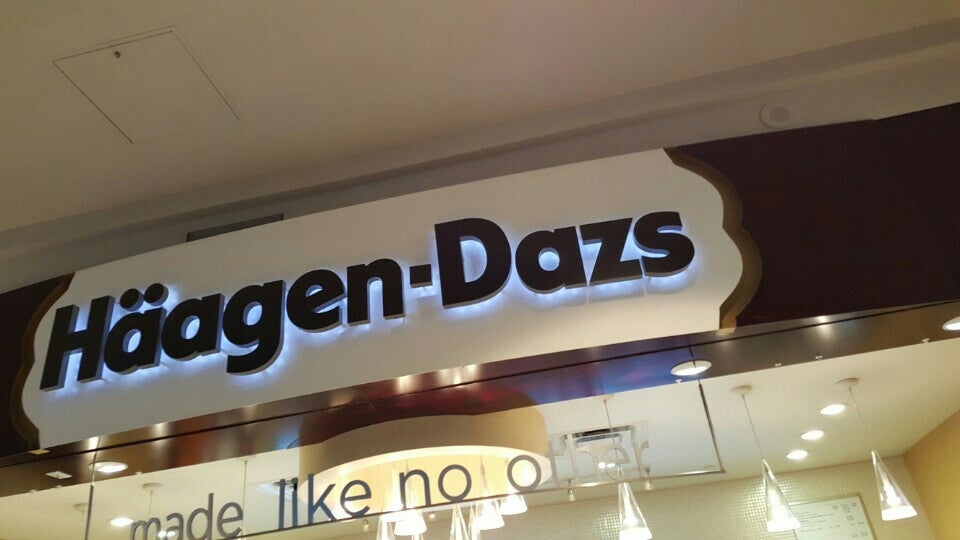 Häagen-Dazs
made like no other